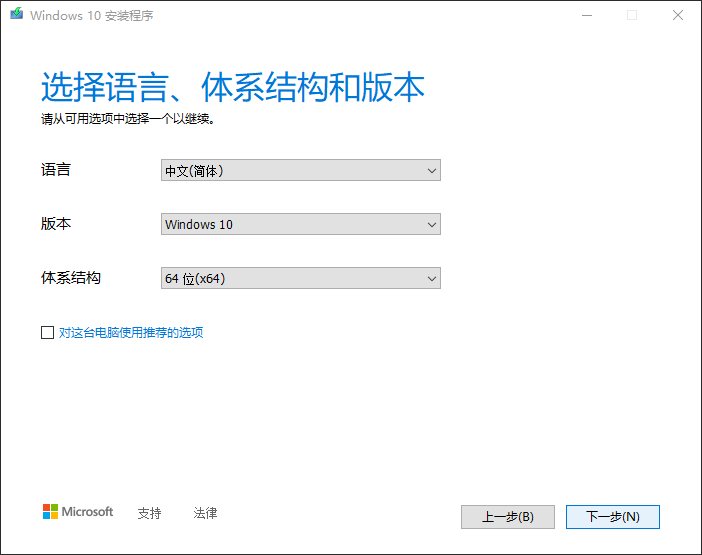 Windows 10 安装程序
选择语言、体系结构和版本
请从可用选项中选择一个以继续。
语言 中文(简体)
版本 Windows 10
体系结构 64 位(x64)
对这台电脑使用推荐的选项
Microsoft 支持 法律 上一步(B) 下一步(N)